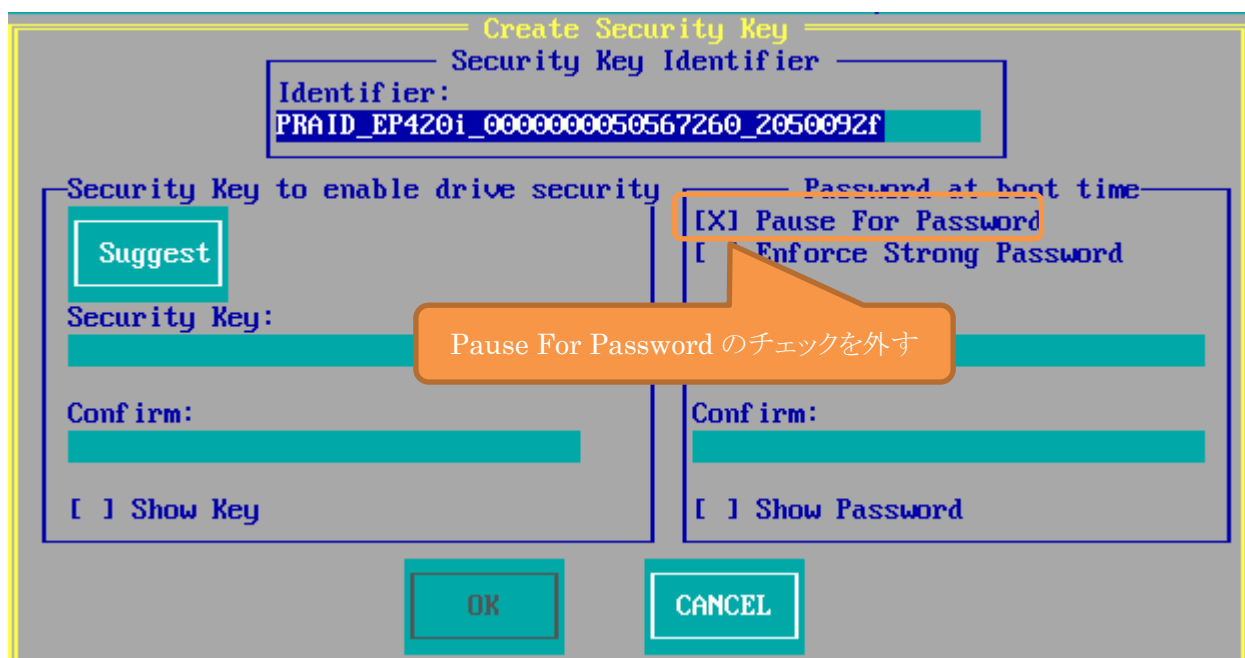 Create Security Key
Security Key Identifier
Identifier:
PRAID_EP420i_0000000050567260_2050092f
Security Key to enable drive security
Suggest
Security Key:
Confirm:
[ ] Show Key
Password at boot time
[X] Pause For Password
[ ] Enforce Strong Password
Pause For Password のチェックを外す
Confirm:
[ ] Show Password
OK
CANCEL